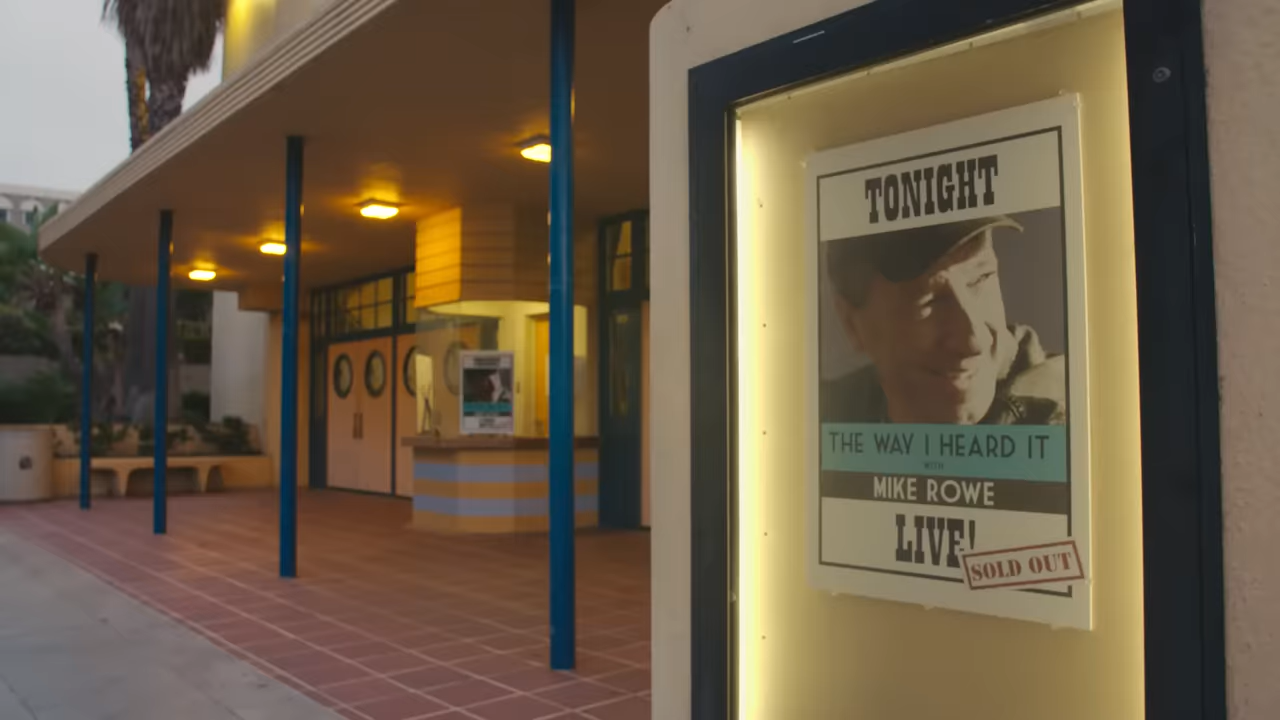 TONIGHT
THE WAY I HEARD IT
WITH
MIKE ROWE
LIVE!
SOLD OUT